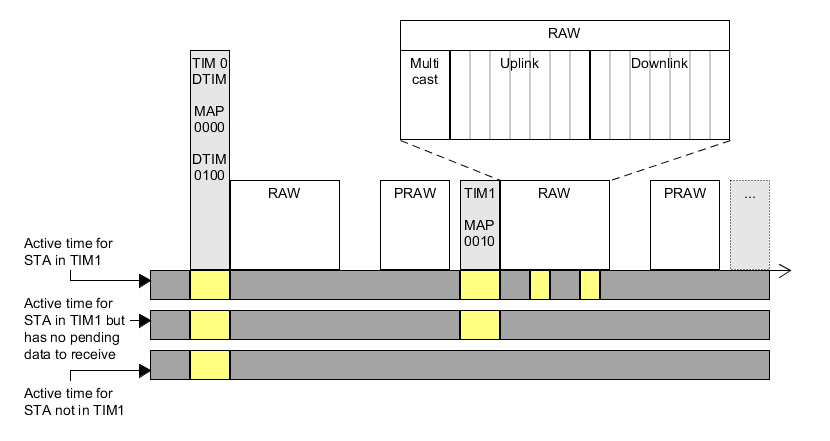 RAW
Multi
cast
Uplink
Downlink
TIM 0
DTIM
MAP
0000
DTIM
0100
RAW
PRAW
TIM1
MAP
0010
RAW
PRAW
...
Active time for
STA in TIM1
Active time for
STA in TIM1 but
has no pending
data to receive
Active time for
STA not in TIM1